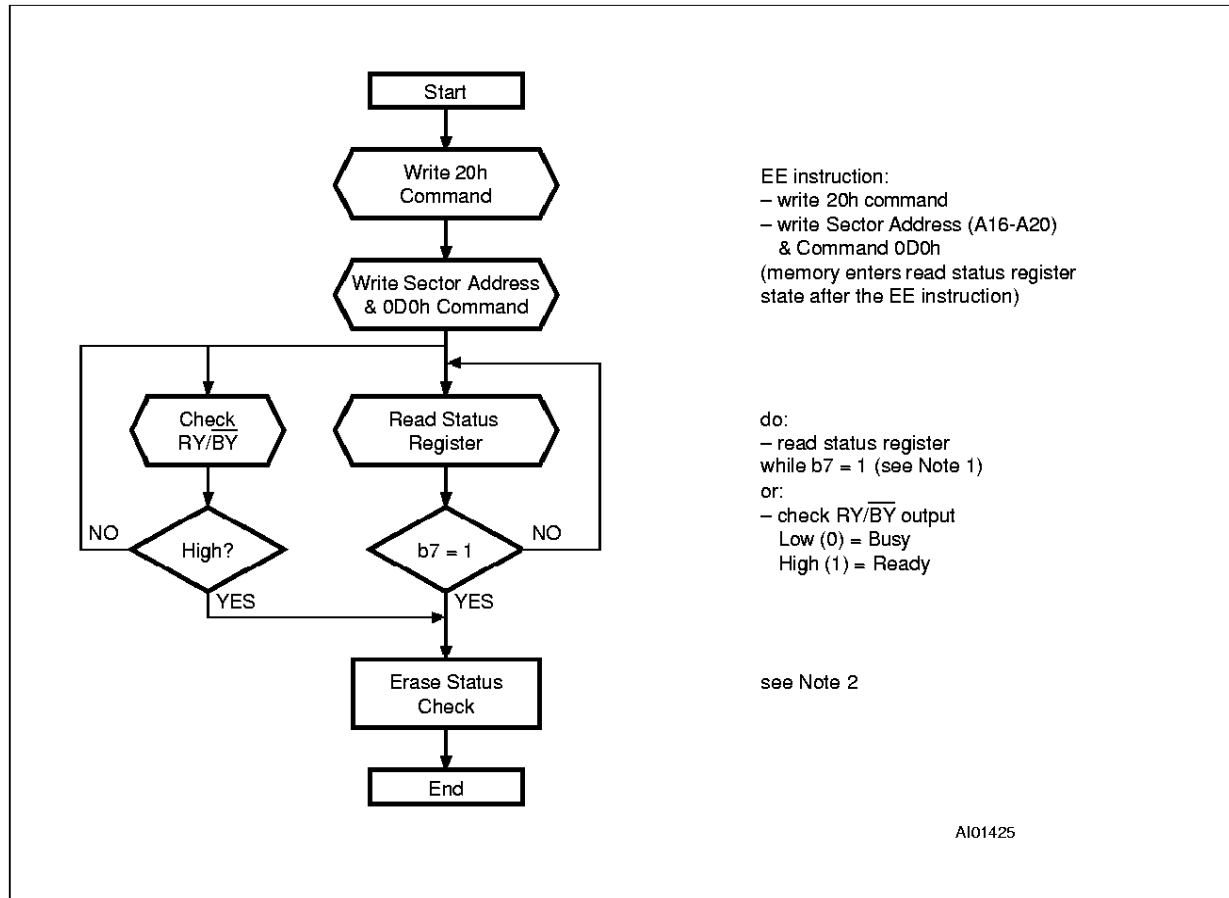 Start
Write 20h
Command
Write Sector Address
& 0D0h Command
Check
RY/B̅Y̅
Read Status
Register
NO
High?
b7 = 1
NO
YES
YES
Erase Status
Check
End
EE instruction:
– write 20h command
– write Sector Address (A16-A20)
& Command 0D0h
(memory enters read status register
state after the EE instruction)
do:
– read status register
while b7 = 1 (see Note 1)
or:
– check RY/B̅Y̅ output
Low (0) = Busy
High (1) = Ready
see Note 2
AI01425